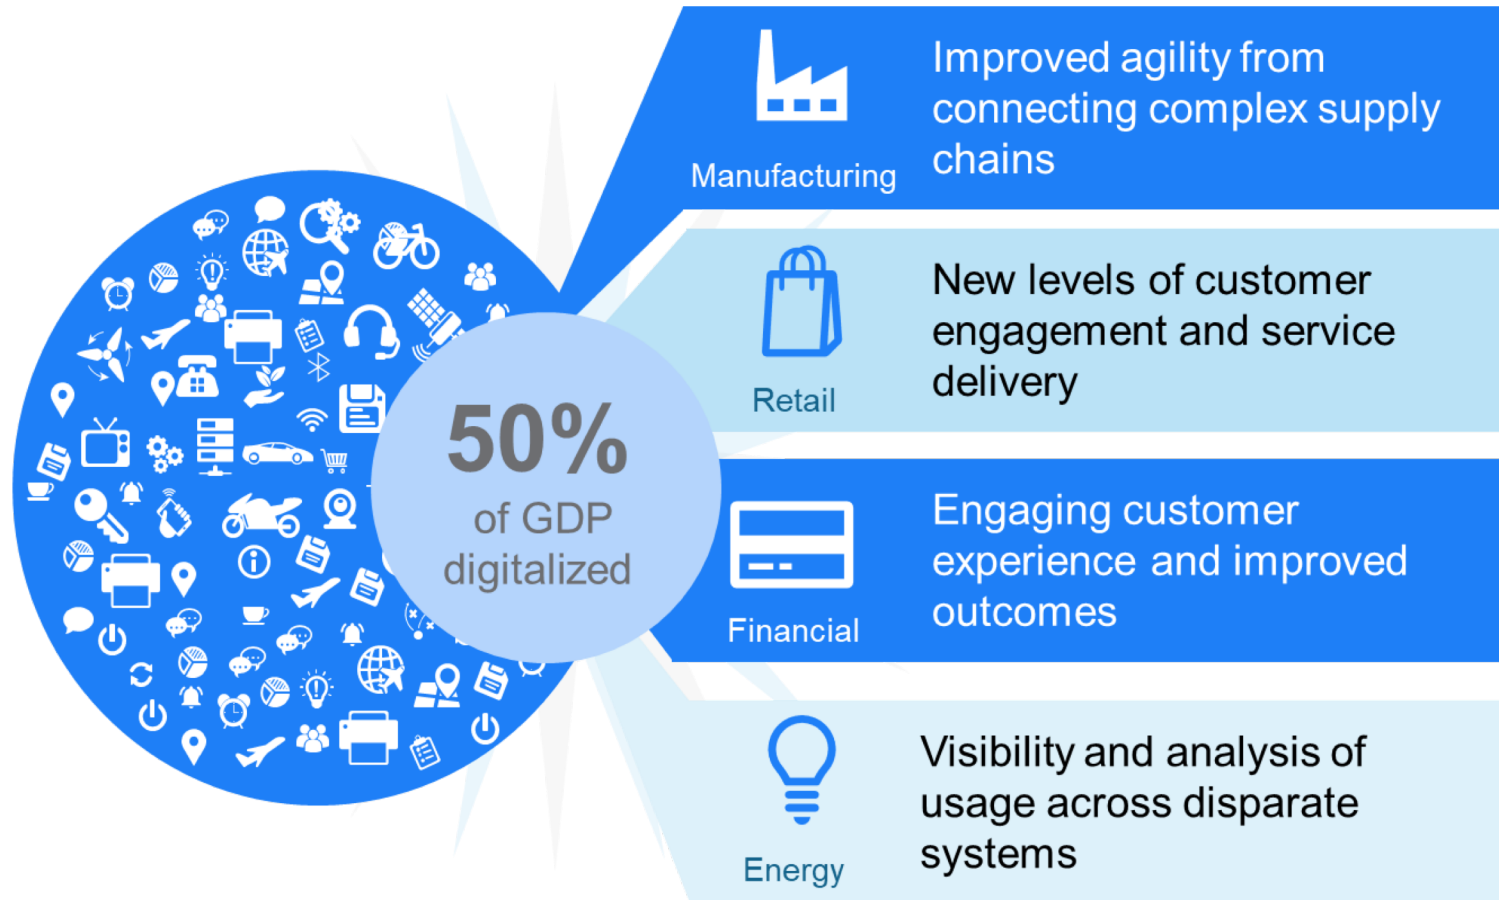 Manufacturing
Improved agility from
connecting complex supply
chains
Retail
New levels of customer
engagement and service
delivery
50%
of GDP
digitalized
Financial
Engaging customer
experience and improved
outcomes
Energy
Visibility and analysis of
usage across disparate
systems